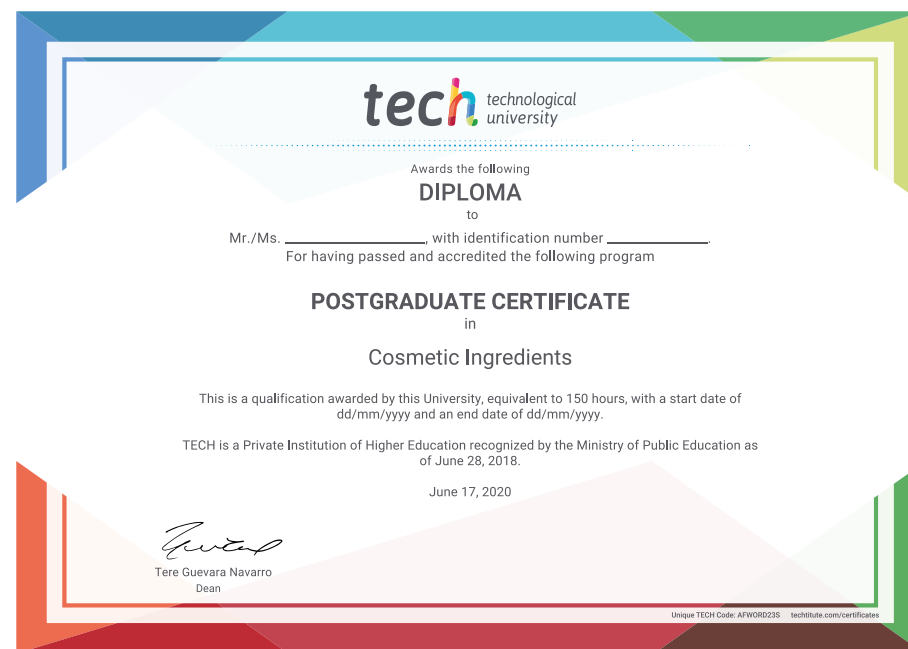 tech technological
university
Awards the following
DIPLOMA
to
Mr./Ms. ____________, with identification number ____________.
For having passed and accredited the following program
POSTGRADUATE CERTIFICATE
in
Cosmetic Ingredients
This is a qualification awarded by this University, equivalent to 150 hours, with a start date of
dd/mm/yyyy and an end date of dd/mm/yyyy.
TECH is a Private Institution of Higher Education recognized by the Ministry of Public Education as
of June 28, 2018.
June 17, 2020
Tere Guevara Navarro
Dean
Unique TECH Code: AFWORD23S techtitute.com/certificates